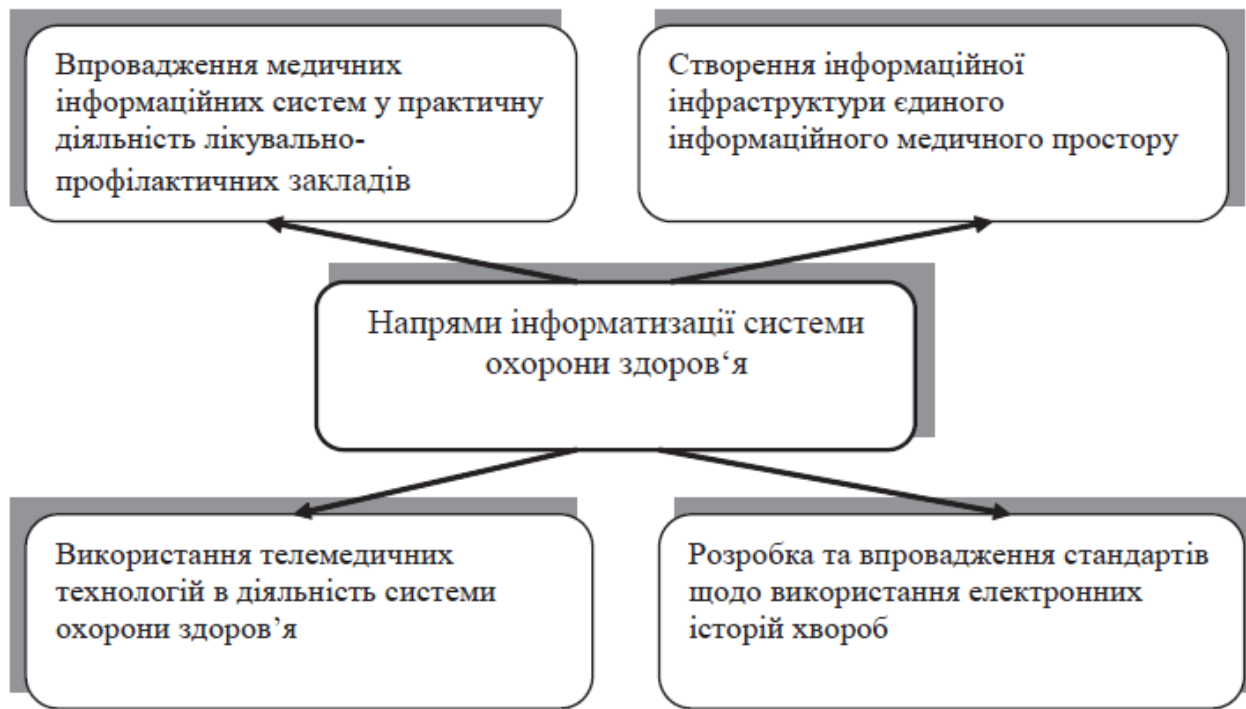 Впровадження медичних
інформаційних систем у практичну
діяльність лікувально-
профілактичних закладів
Створення інформаційної
інфраструктури єдиного
інформаційного медичного простору
Напрями інформатизації системи
охорони здоров‘я
Використання телемедичних
технологій в діяльність системи
охорони здоров’я
Розробка та впровадження стандартів
щодо використання електронних
історій хвороб